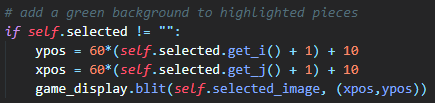 # add a green background to highlighted pieces
if self.selected != "":
    ypos = 60*(self.selected.get_i() + 1) + 10
    xpos = 60*(self.selected.get_j() + 1) + 10
    game_display.blit(self.selected_image, (xpos,ypos))